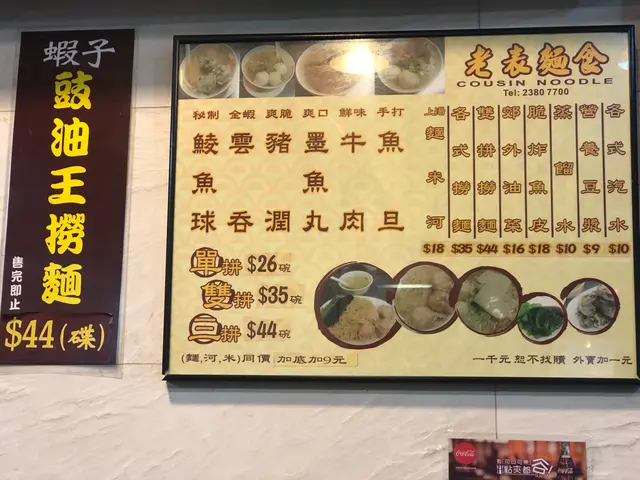 蝦子
豉油王撈麵
售完即止
$44(碟)
老表麵食
COUSIN NOODLE
Tel: 2380 7700
秘制鯪魚球
全蝦雲吞
爽脆豬潤
爽口墨魚丸
鮮味牛肉
手打魚旦
上湯麵米河 $18
各式撈麵 $35
雙拼撈麵 $44
郊外油菜 $16
脆炸魚皮 $18
蒸餾水 $10
營養豆漿 $9
各式汽水 $10
單拼 $26碗
雙拼 $35碗
三拼 $44碗
(麵,河,米)同價 加底加9元
一千元 恕不找贖 外賣加一元
Coca-Cola